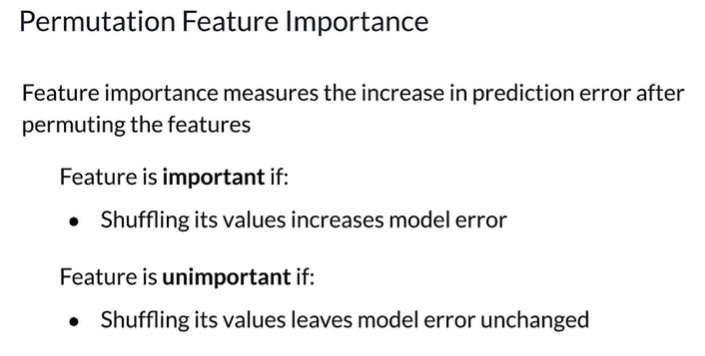 Permutation Feature Importance
Feature importance measures the increase in prediction error after
permuting the features
Feature is important if:
• Shuffling its values increases model error
Feature is unimportant if:
• Shuffling its values leaves model error unchanged